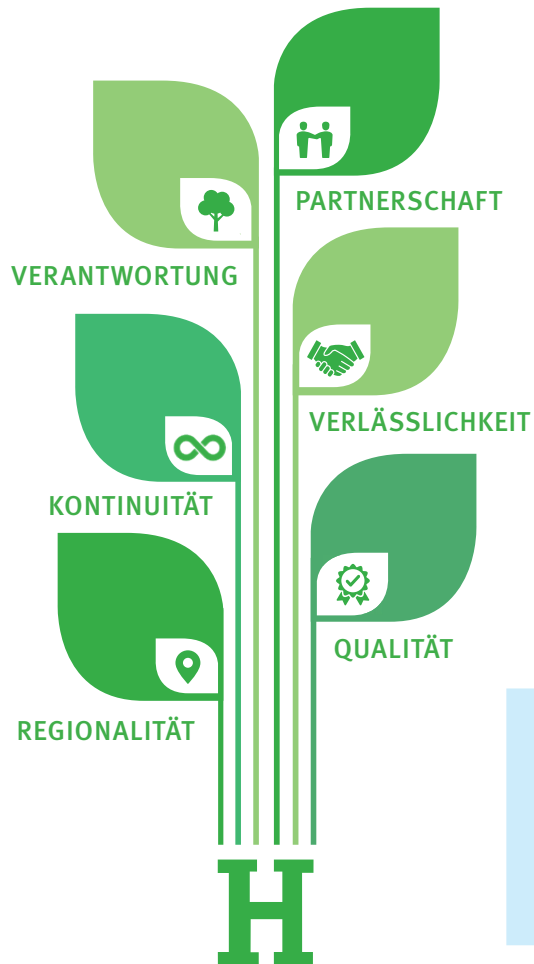 PARTNERSCHAFT
VERANTWORTUNG
VERLÄSSLICHKEIT
KONTINUITÄT
QUALITÄT
REGIONALITÄT
H